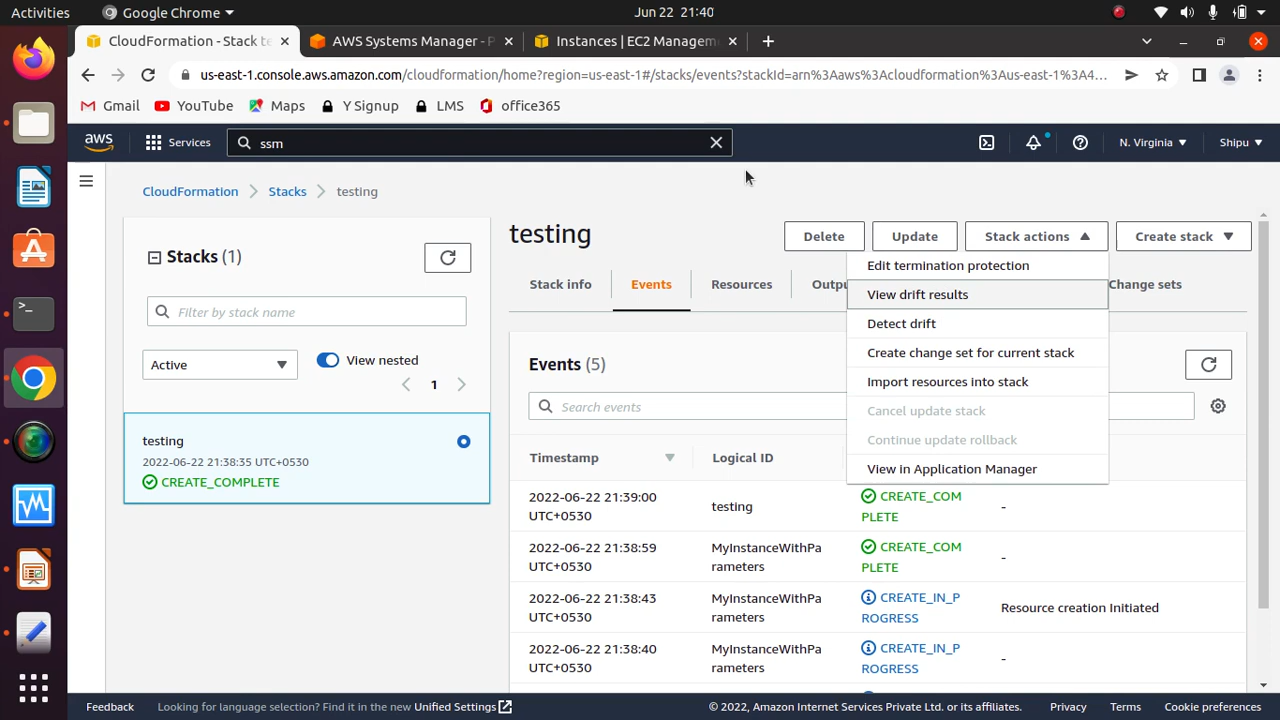 Activities
Google Chrome
Jun 22 21:40
CloudFormation - Stack te
AWS Systems Manager - P
Instances | EC2 Managem
us-east-1.console.aws.amazon.com/cloudformation/home?region=us-east-1#/stacks/events?stackId=arn%3Aaws%3Acloudformation%3Aus-east-1%3A4...
Gmail
YouTube
Maps
Y Signup
LMS
office365
aws
Services
ssm
N. Virginia
Shipu
CloudFormation
Stacks
testing
Stacks (1)
Filter by stack name
Active
View nested
1
testing
2022-06-22 21:38:35 UTC+0530
CREATE_COMPLETE
testing
Delete
Update
Stack actions
Create stack
Edit termination protection
View drift results
Detect drift
Create change set for current stack
Import resources into stack
Cancel update stack
Continue update rollback
View in Application Manager
Stack info
Events
Resources
Outpu
Change sets
Events (5)
Search events
Timestamp
Logical ID
2022-06-22 21:39:00
UTC+0530
testing
CREATE_COM
PLETE
-
2022-06-22 21:38:59
UTC+0530
MyInstanceWithPa
rameters
CREATE_COM
PLETE
-
2022-06-22 21:38:43
UTC+0530
MyInstanceWithPa
rameters
CREATE_IN_P
ROGRESS
Resource creation Initiated
2022-06-22 21:38:40
UTC+0530
MyInstanceWithPa
rameters
CREATE_IN_P
ROGRESS
-
Feedback
Looking for language selection? Find it in the new Unified Settings
© 2022, Amazon Internet Services Private Ltd. or its affiliates.
Privacy
Terms
Cookie preferences